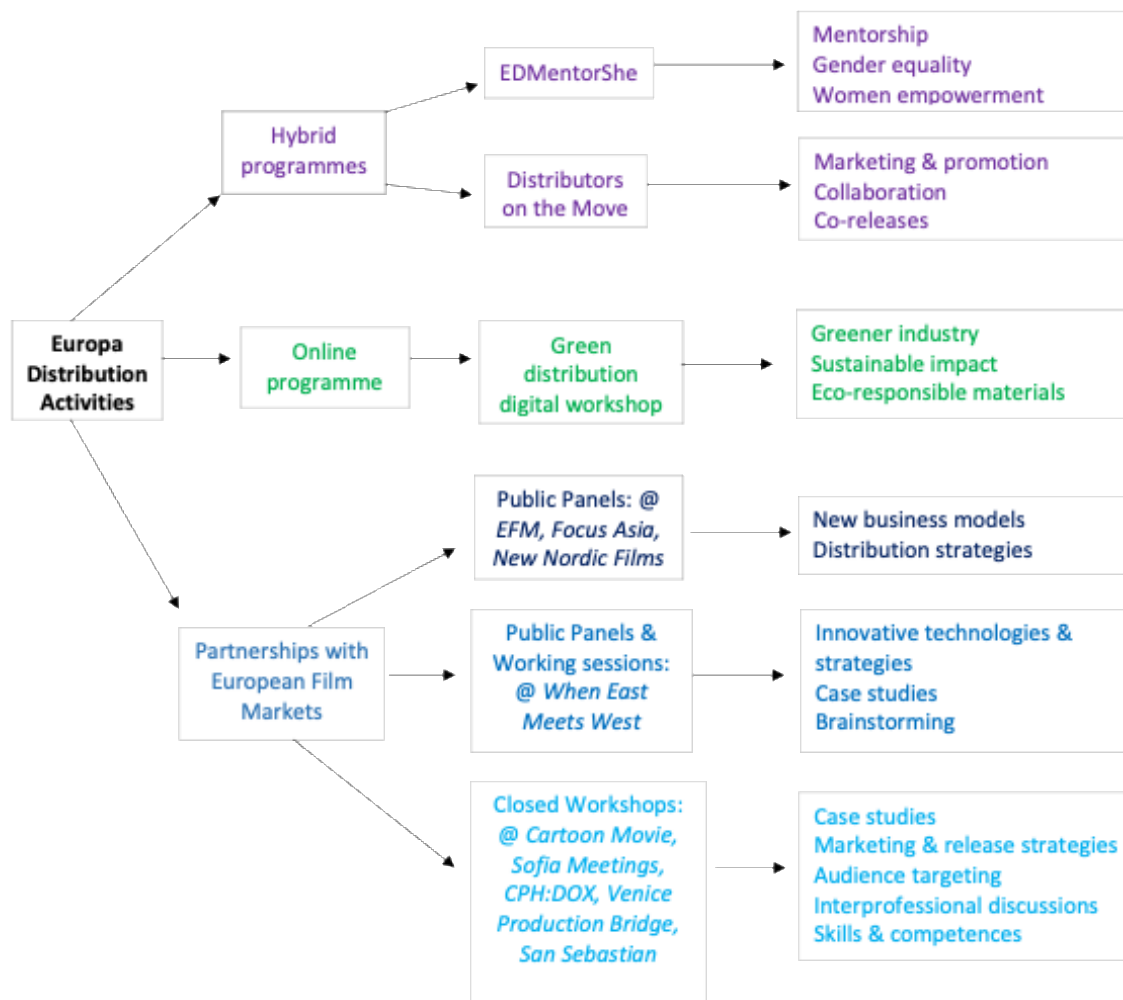 EDMentorShe
Mentorship
Gender equality
Women empowerment
Hybrid
programmes
Distributors
on the Move
Marketing & promotion
Collaboration
Co-releases
Europa
Distribution
Activities
Online
programme
Green
distribution
digital workshop
Greener industry
Sustainable impact
Eco-responsible materials
Public Panels: @
EFM, Focus Asia,
New Nordic Films
New business models
Distribution strategies
Partnerships with
European Film
Markets
Public Panels &
Working sessions:
@ When East
Meets West
Innovative technologies &
strategies
Case studies
Brainstorming
Closed Workshops:
@ Cartoon Movie,
Sofia Meetings,
CPH:DOX, Venice
Production Bridge,
San Sebastian
Case studies
Marketing & release strategies
Audience targeting
Interprofessional discussions
Skills & competences